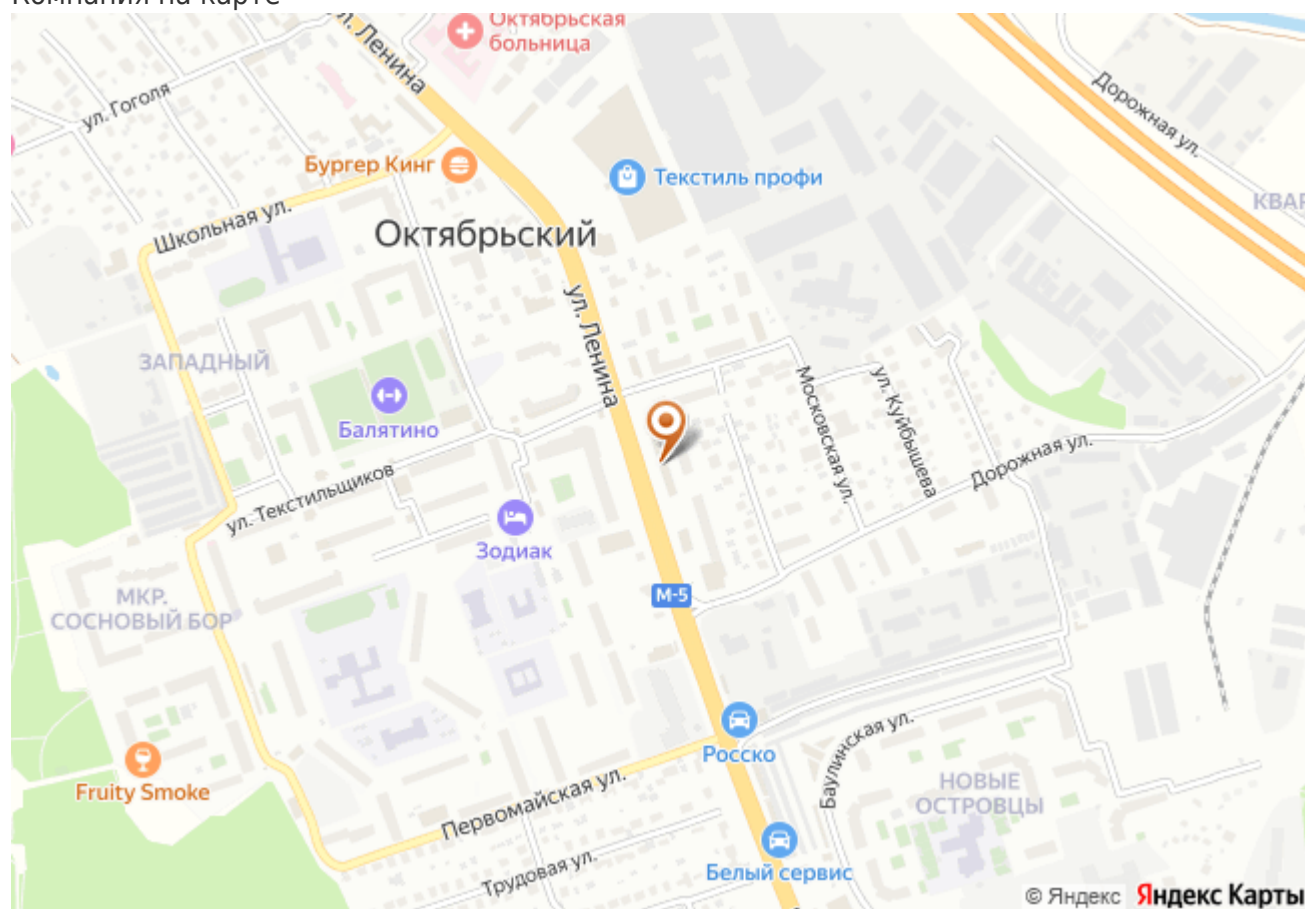 Компания на карте
Октябрьская
больница
ул. Ленина
Дорожная ул.
ул. Гоголя
Бургер Кинг
Текстиль профи
Школьная ул.
Октябрьский
ул. Ленина
ЗАПАДНЫЙ
Балятино
Московская ул.
ул. Куйбышева
Дорожная ул.
ул. Текстильщиков
Зодиак
М-5
МКР.
СОСНОВЫЙ БОР
Росско
Баулинская ул.
Fruity Smoke
Первомайская ул.
НОВЫЕ
ОСТРОВЦЫ
Белый сервис
Трудовая ул.
© Яндекс Яндекс Карты